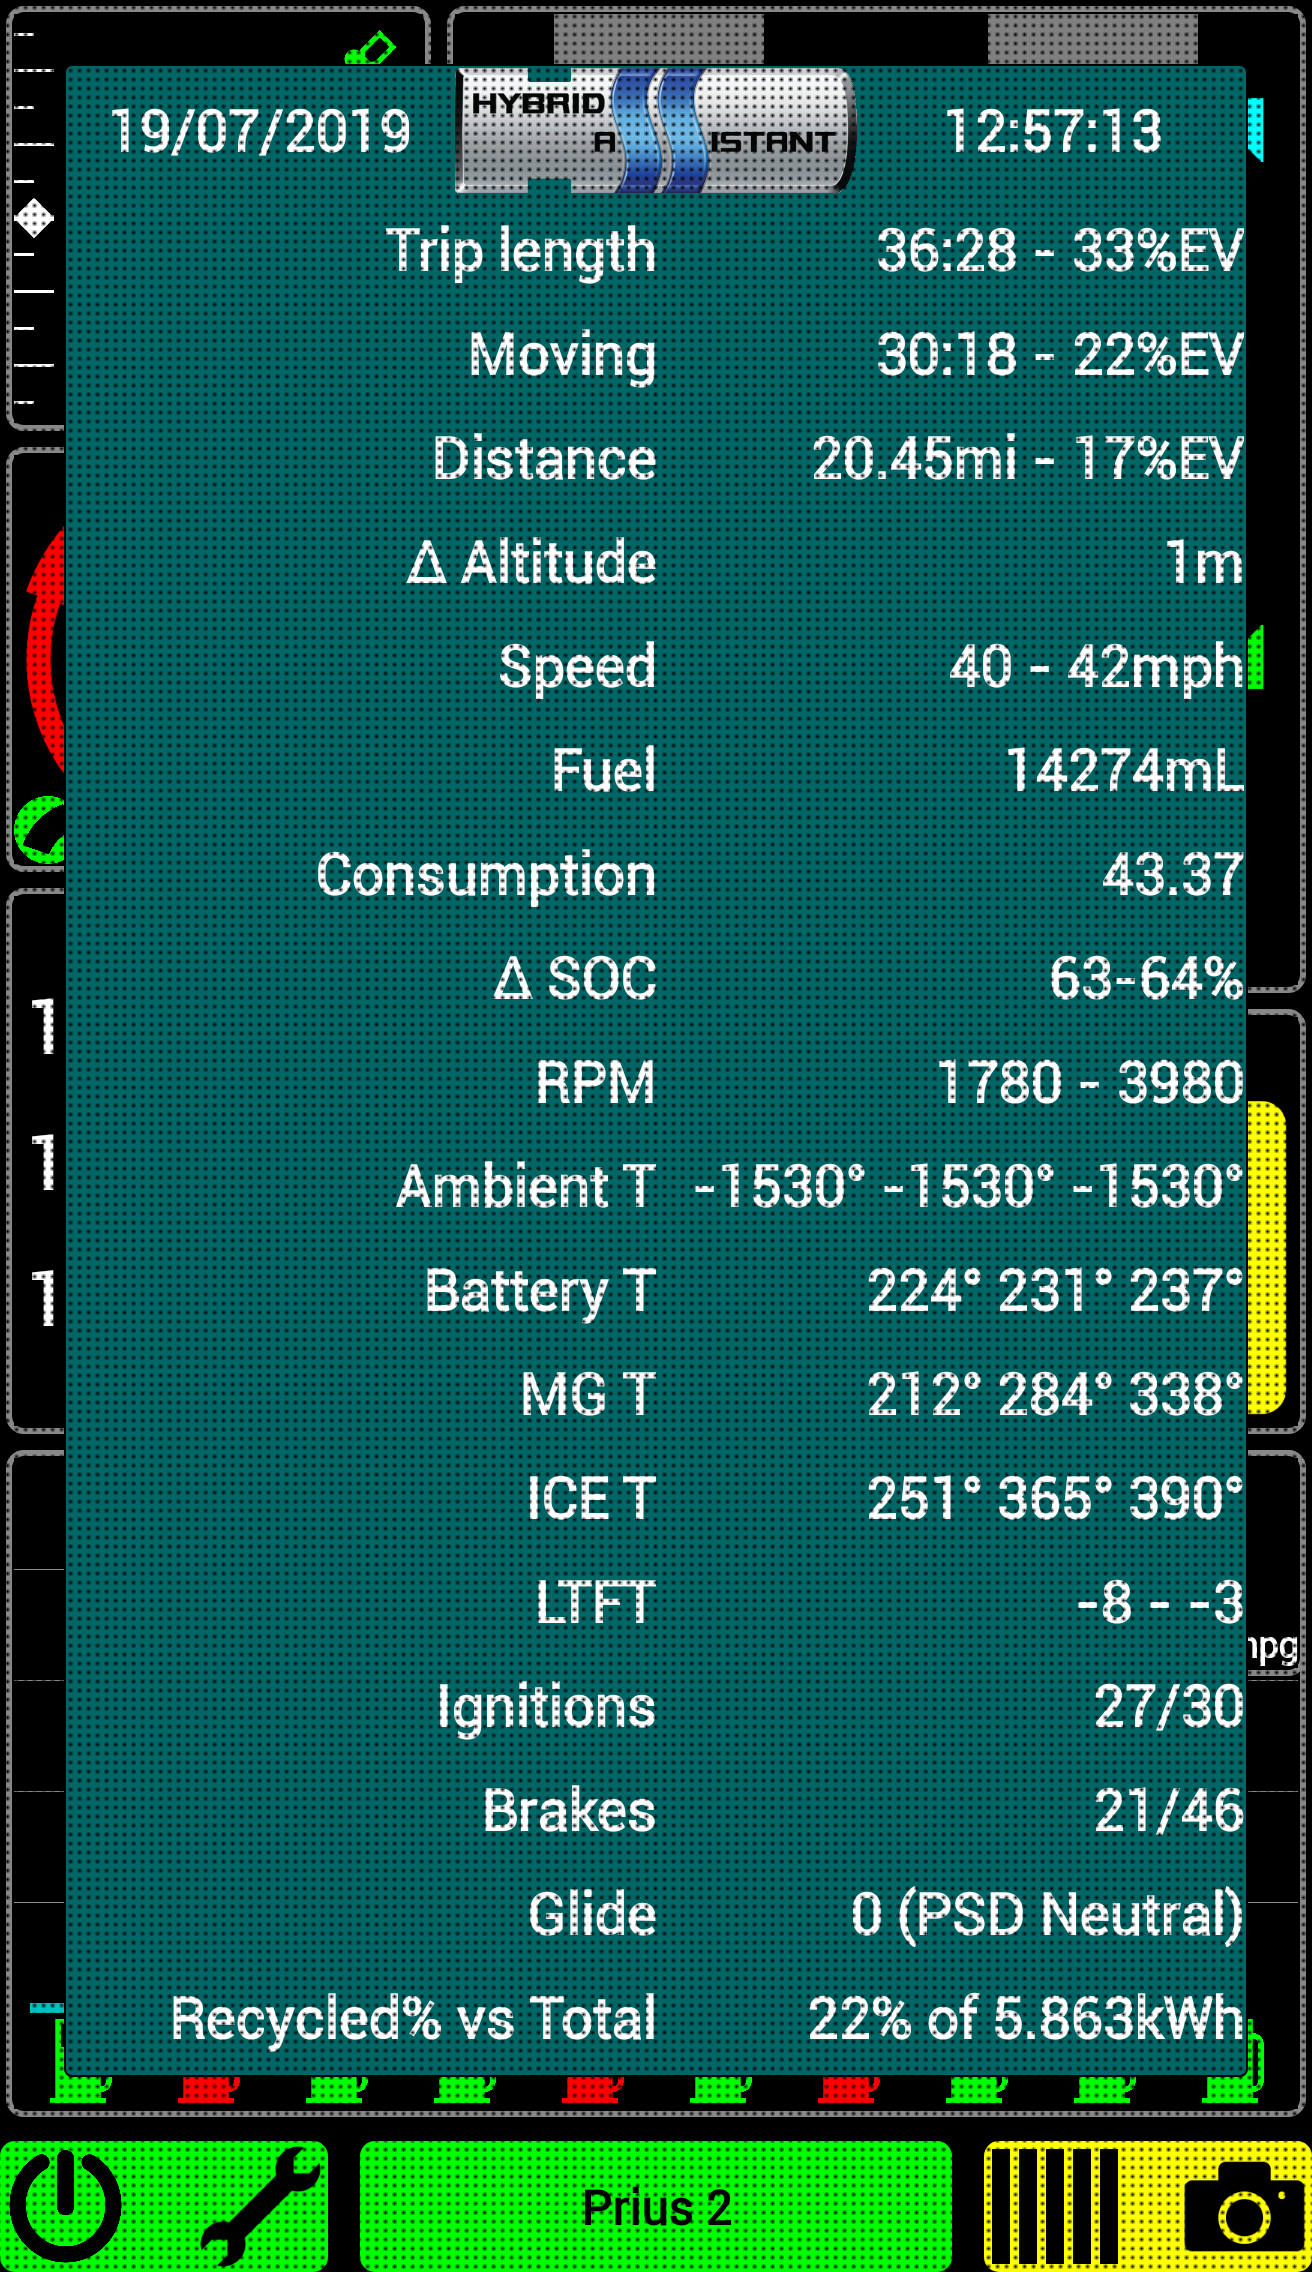 19/07/2019 HYBRID ASSISTANT 12:57:13
Trip length 36:28 - 33%EV
Moving 30:18 - 22%EV
Distance 20.45mi - 17%EV
Δ Altitude 1m
Speed 40 - 42mph
Fuel 14274mL
Consumption 43.37
Δ SOC 63-64%
1
RPM 1780 - 3980
1
Ambient T -1530° -1530° -1530°
Battery T 224° 231° 237°
1
MG T 212° 284° 338°
ICE T 251° 365° 390°
LTFT -8 - -3
mpg
Ignitions 27/30
Brakes 21/46
Glide 0 (PSD Neutral)
Recycled% vs Total 22% of 5.863kWh
Prius 2